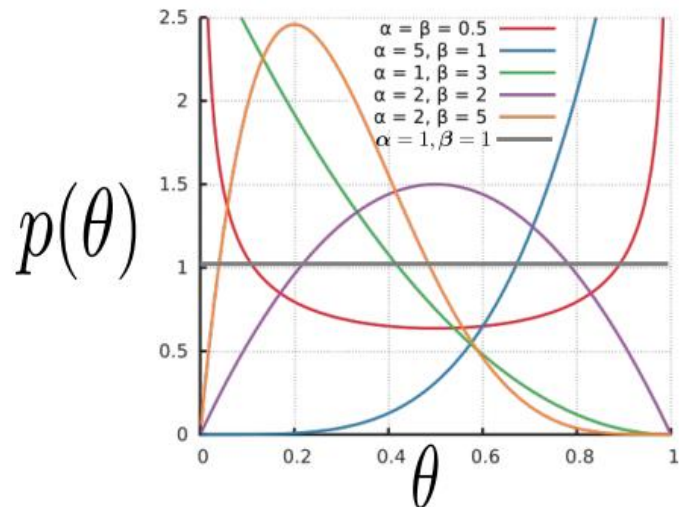 2.5
α = β = 0.5
α = 5, β = 1
α = 1, β = 3
2
α = 2, β = 2
α = 2, β = 5
α = 1, β = 1
1.5
p(θ)
1
0.5
0
0 0.2 0.4 0.6 0.8 1
θ